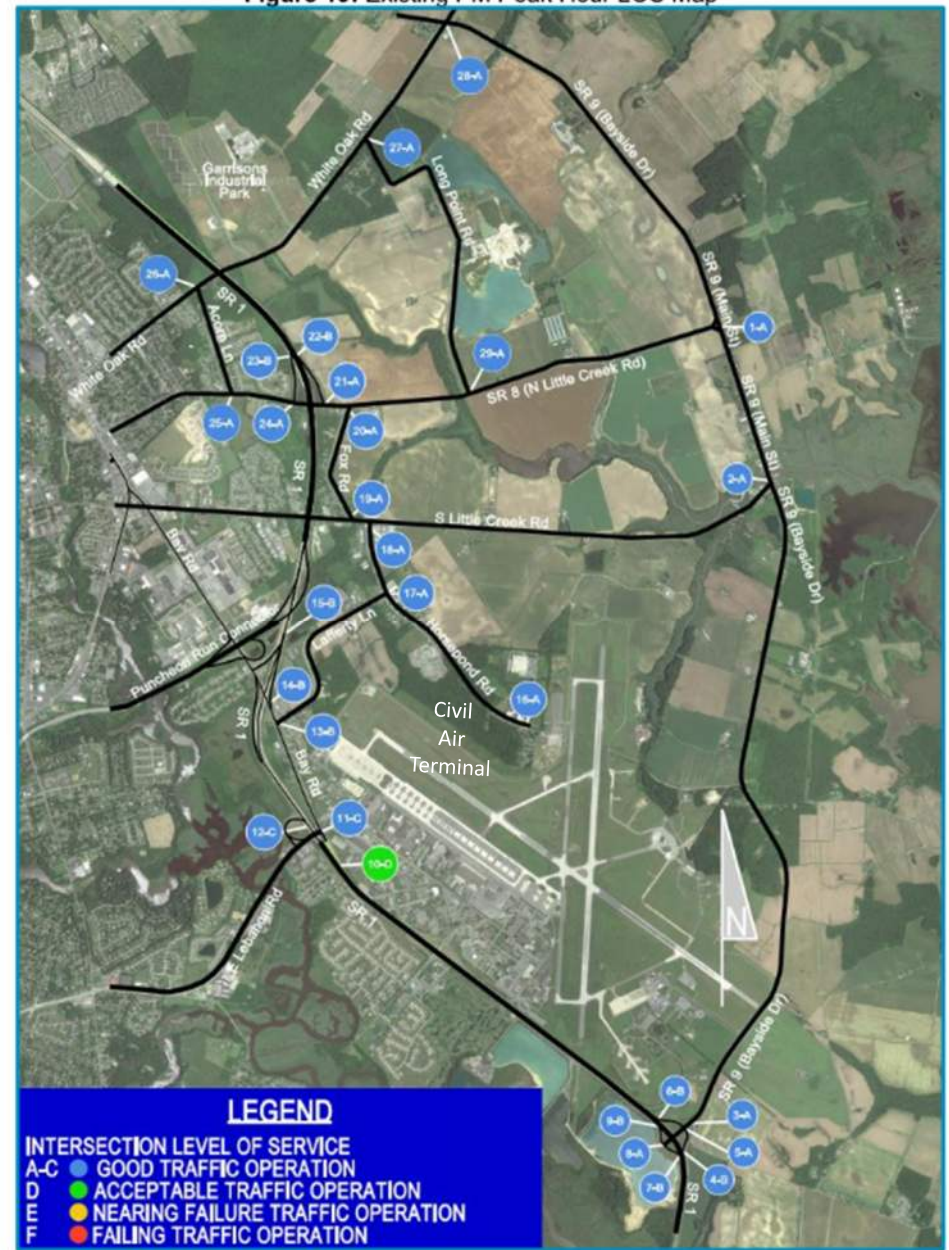 Figure 13: Existing PM Peak Hour LOS Map
28-A
SR 9 (Bayside Dr)
White Oak Rd
27-A
Garrisons
Industrial
Park
Long Point Rd
26-A
SR 1
SR 9 (Main St)
1-A
22-B
Acorn Ln
23-B
29-A
White Oak Rd
21-A
SR 8 (N Little Creek Rd)
25-A
24-A
20-A
SR 9 (Main St)
Fox Rd
SR 1
2-A
19-A
S Little Creek Rd
SR 9 (Bayside Dr)
Bay Rd
18-A
17-A
15-B
Lafferty Ln
Horsepond Rd
Puncheon Run Connector
14-B
16-A
Civil
Air
Terminal
SR 1
13-B
Bay Rd
12-C
11-C
10-D
SR 1
Lebanon Rd
N
SR 9 (Bayside Dr)
6-B
9-B
3-A
8-A
5-A
7-B
4-B
SR 1
LEGEND
INTERSECTION LEVEL OF SERVICE
A-C GOOD TRAFFIC OPERATION
D ACCEPTABLE TRAFFIC OPERATION
E NEARING FAILURE TRAFFIC OPERATION
F FAILING TRAFFIC OPERATION